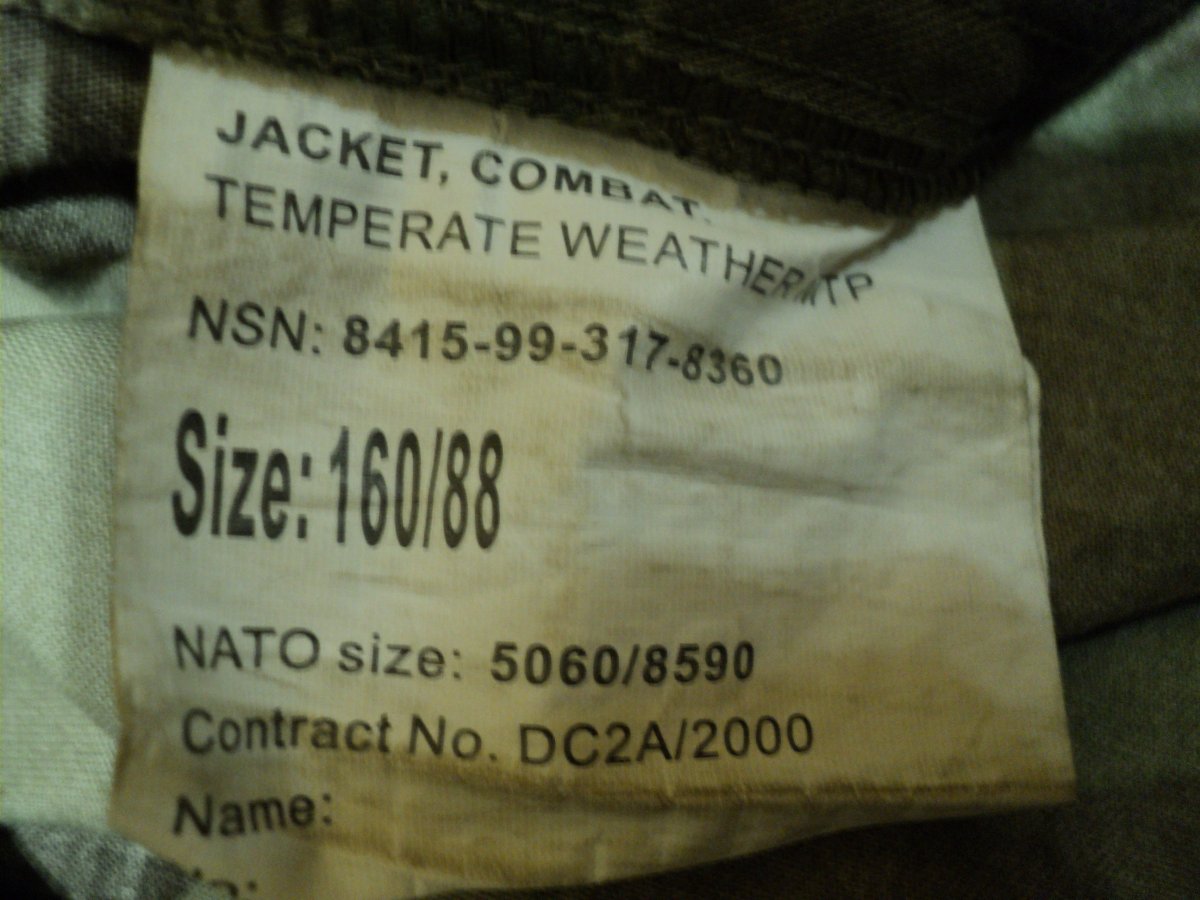 JACKET, COMBAT.
TEMPERATE WEATHER MTP
NSN: 8415-99-317-8360
Size: 160/88
NATO size: 5060/8590
Contract No. DC2A/2000
Name: